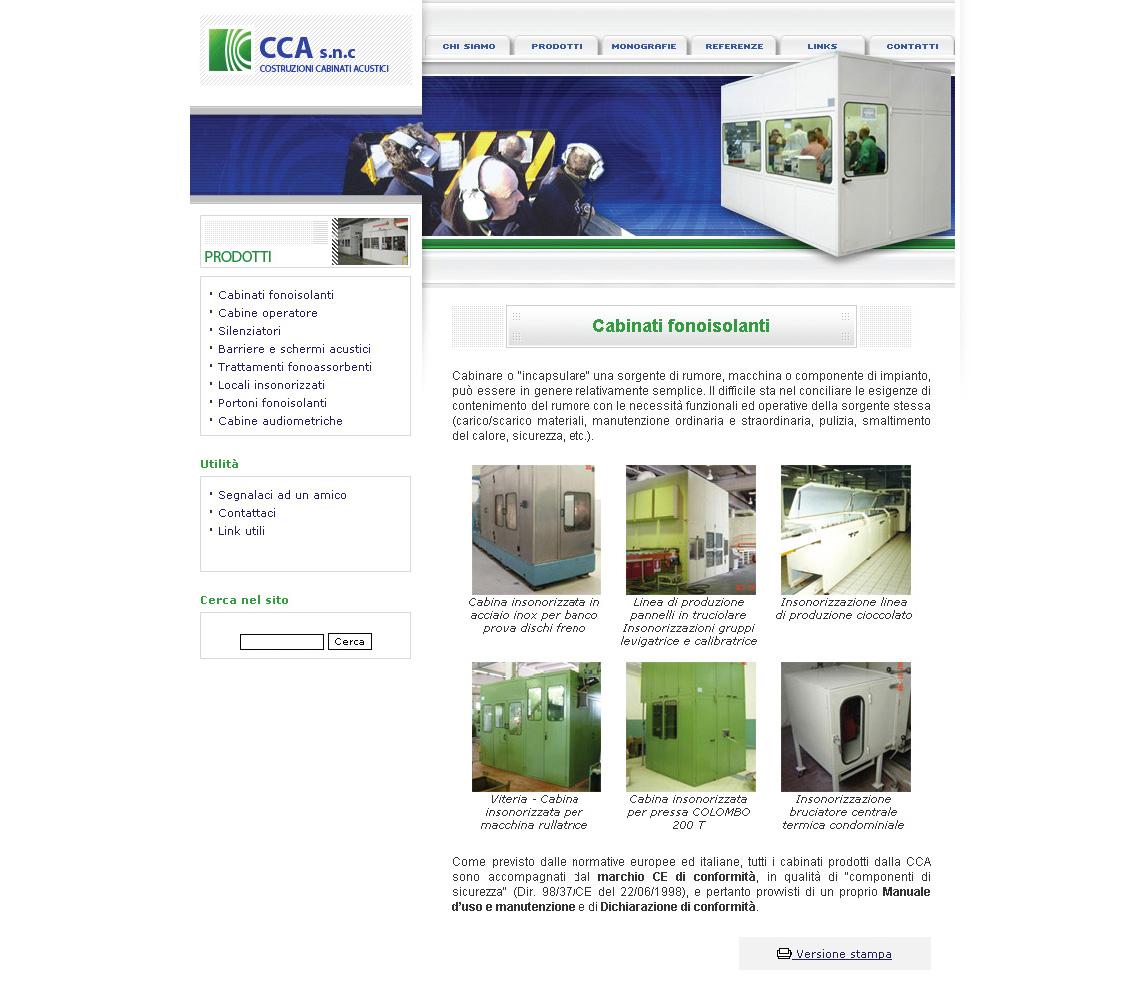 CCA s.n.c
COSTRUZIONI CABINATI ACUSTICI
CHI SIAMO
PRODOTTI
MONOGRAFIE
REFERENZE
LINKS
CONTATTI
PRODOTTI
Cabinati fonoisolanti
Cabine operatore
Silenziatori
Barriere e schermi acustici
Trattamenti fonoassorbenti
Locali insonorizzati
Portoni fonoisolanti
Cabine audiometriche
Utilità
Segnalaci ad un amico
Contattaci
Link utili
Cerca nel sito
Cerca
Cabinati fonoisolanti
Cabinare o "incapsulare" una sorgente di rumore, macchina o componente di impianto,
può essere in genere relativamente semplice. Il difficile sta nel conciliare le esigenze di
contenimento del rumore con le necessità funzionali ed operative della sorgente stessa
(carico/scarico materiali, manutenzione ordinaria e straordinaria, pulizia, smaltimento
del calore, sicurezza, etc.).
Cabina insonorizzata in
acciaio inox per banco
prova dischi freno
Linea di produzione
pannelli in truciolare
Insonorizzazioni gruppi
levigatrice e calibratrice
Insonorizzazione linea
di produzione cioccolato
Viteria - Cabina
insonorizzata per
macchina rullatrice
Cabina insonorizzata
per pressa COLOMBO
200 T
Insonorizzazione
bruciatore centrale
termica condominiale
Come previsto dalle normative europee ed italiane, tutti i cabinati prodotti dalla CCA
sono accompagnati dal marchio CE di conformità, in qualità di "componenti di
sicurezza" (Dir. 98/37/CE del 22/06/1998), e pertanto provvisti di un proprio Manuale
d'uso e manutenzione e di Dichiarazione di conformità.
Versione stampa